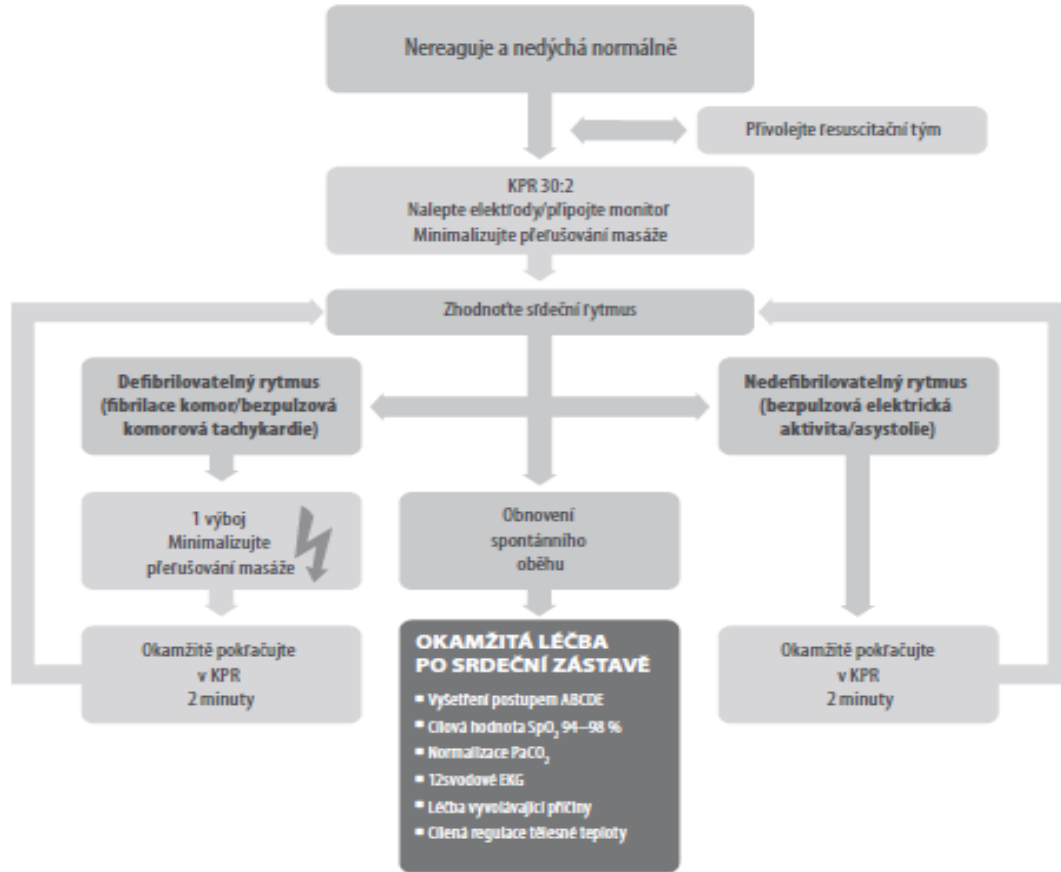 Nereaguje a nedýchá normálně
Přivolejte resuscitační tým
KPR 30:2
Nalepte elektrody/připojte monitor
Minimalizujte přerušování masáže
Zhodnoťte srdeční rytmus
Defibrilovatelný rytmus
(fibrilace komor/bezpulzová
komorová tachykardie)
Nedefibrilovatelný rytmus
(bezpulzová elektrická
aktivita/asystolie)
1 výboj
Minimalizujte
přerušování masáže
Obnovení
spontánního
oběhu
Okamžitě pokračujte
v KPR
2 minuty
OKAMŽITÁ LÉČBA
PO SRDEČNÍ ZÁSTAVĚ
▪ Vyšetření postupem ABCDE
▪ Cílová hodnota SpO₂ 94–98 %
▪ Normalizace PaCO₂
▪ 12svodové EKG
▪ Léčba vyvolávající příčiny
▪ Cílená regulace tělesné teploty
Okamžitě pokračujte
v KPR
2 minuty